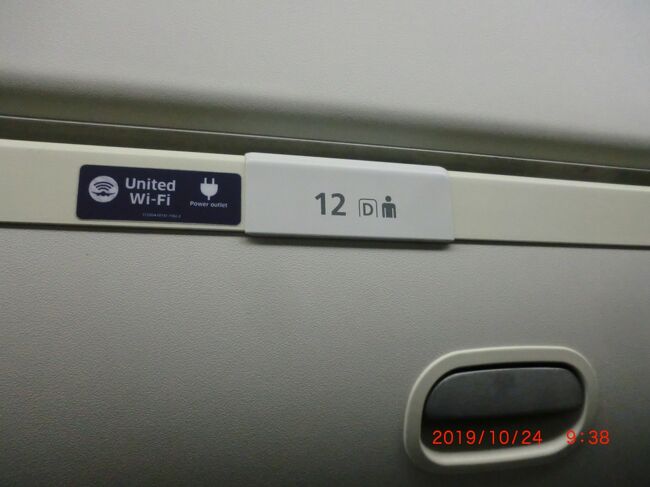 United
Wi-Fi
Power outlet
12 D
2019/10/24 9:38